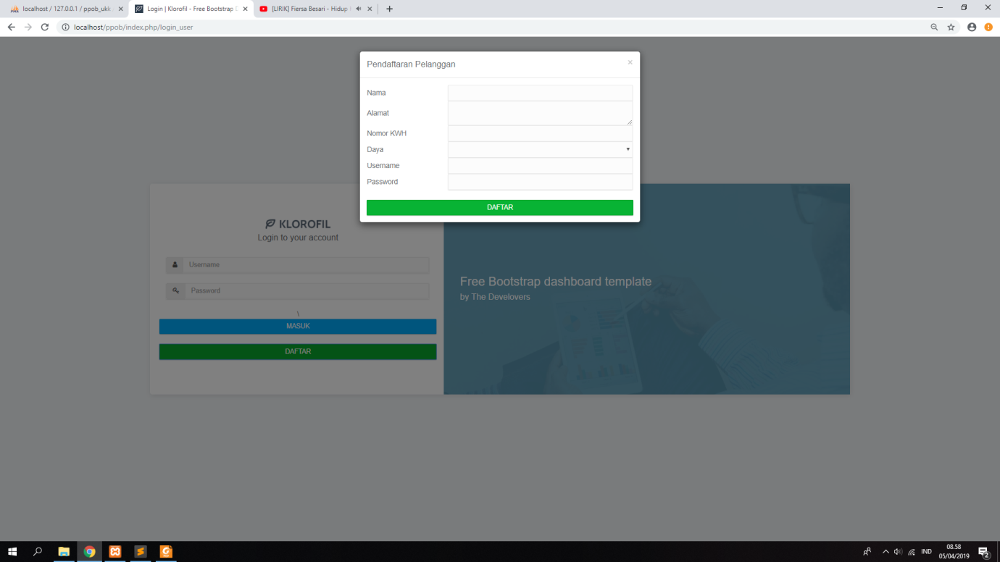 localhost / 127.0.0.1 / ppob_ukk
Login | Klorofil - Free Bootstrap D
[LIRIK] Fiersa Besari - Hidup
localhost/ppob/index.php/login_user
Pendaftaran Pelanggan
×
Nama
Alamat
Nomor KWH
Daya
Username
Password
DAFTAR
KLOROFIL
Login to your account
Username
Password
\
MASUK
DAFTAR
Free Bootstrap dashboard template
by The Develovers
IND
08.58
05/04/2019
2